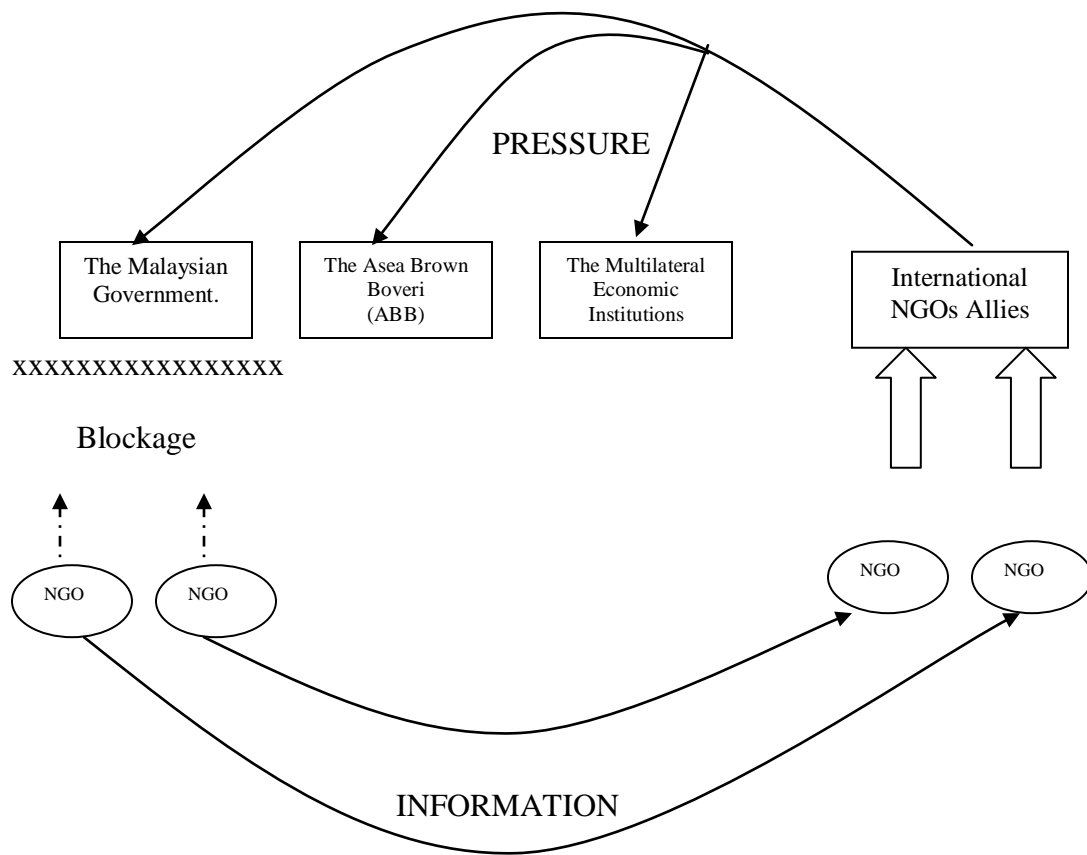 PRESSURE
The Malaysian
Government.
The Asea Brown
Boveri
(ABB)
The Multilateral
Economic
Institutions
International
NGOs Allies
xxxxxxxxxxxxxxxxx
Blockage
NGO
NGO
NGO
NGO
INFORMATION